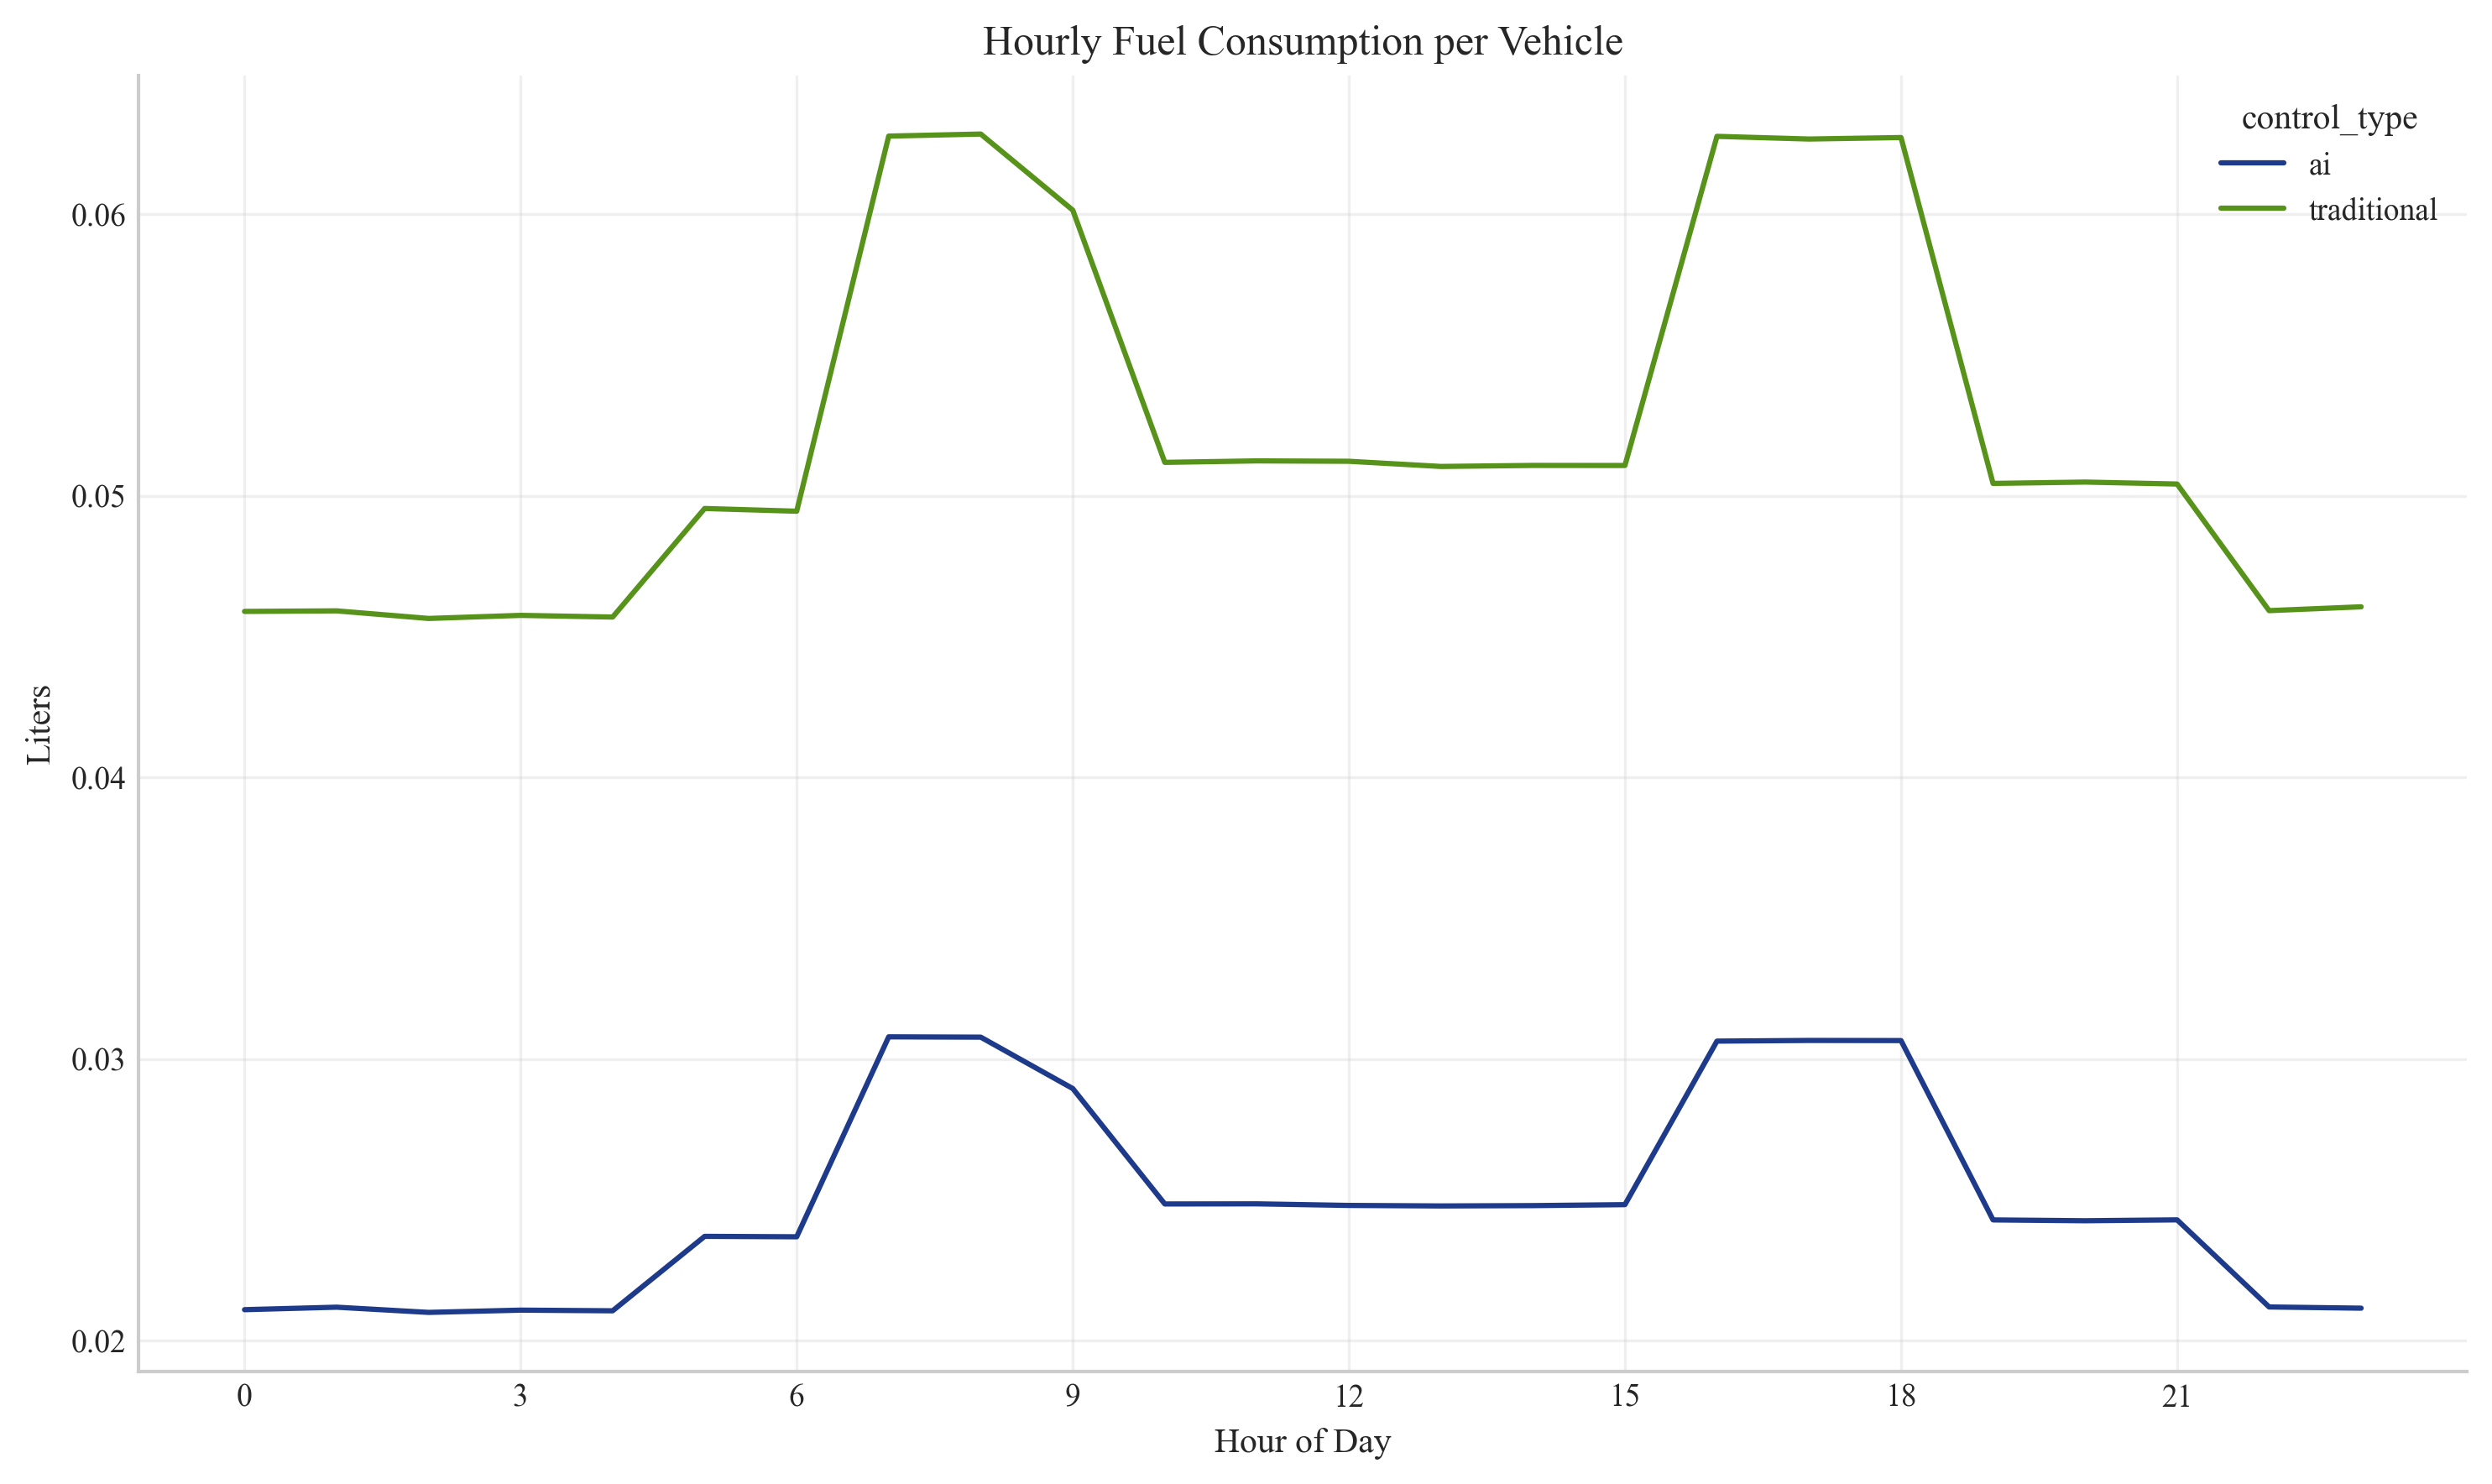 Hourly Fuel Consumption per Vehicle
control_type
ai
traditional
0.06
0.05
0.04
0.03
0.02
Liters
0 3 6 9 12 15 18 21
Hour of Day